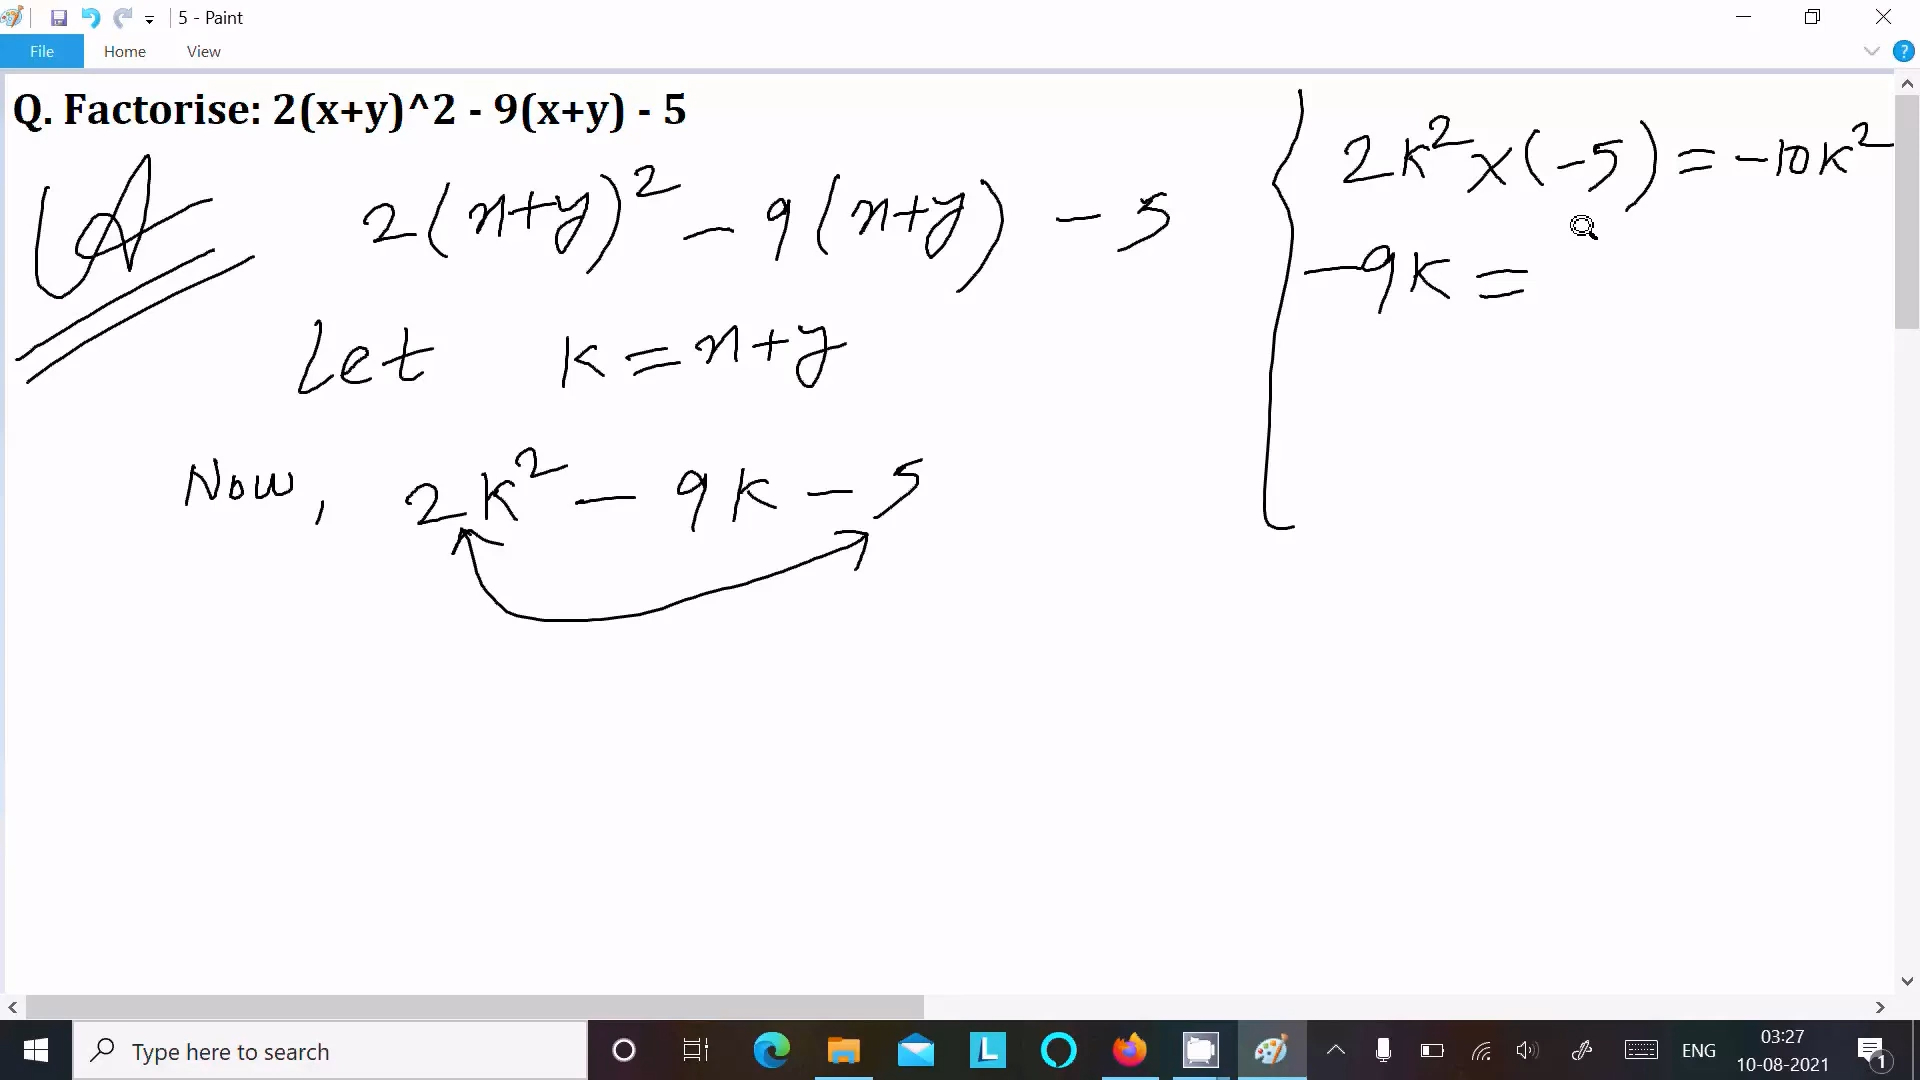 5 - Paint
File Home View
Q. Factorise: 2(x+y)^2 - 9(x+y) - 5
2(x+y)² - 9(x+y) - 5
Let k = x+y
Now, 2k² - 9k - 5
2k² × (-5) = -10k²
-9k =
Type here to search
ENG
03:27
10-08-2021
1